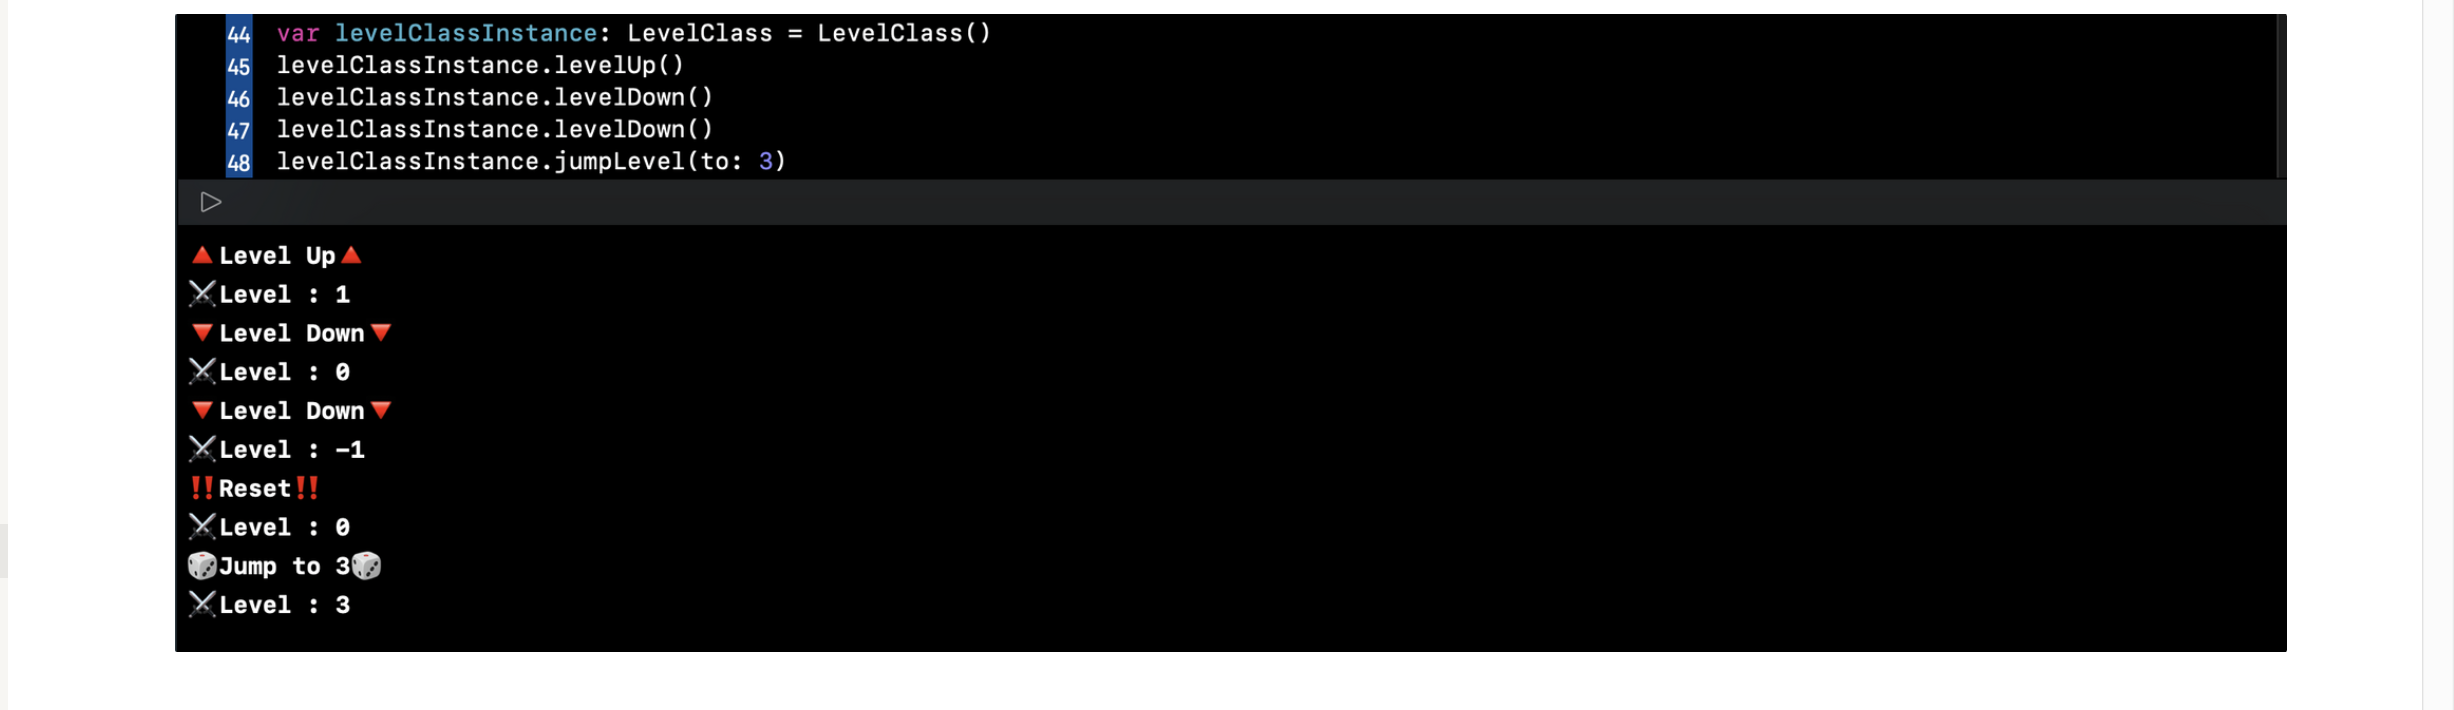 44 var levelClassInstance: LevelClass = LevelClass()
45 levelClassInstance.levelUp()
46 levelClassInstance.levelDown()
47 levelClassInstance.levelDown()
48 levelClassInstance.jumpLevel(to: 3)
🔺Level Up🔺
⚔️Level : 1
🔻Level Down🔻
⚔️Level : 0
🔻Level Down🔻
⚔️Level : -1
‼️Reset‼️
⚔️Level : 0
🎲Jump to 3🎲
⚔️Level : 3